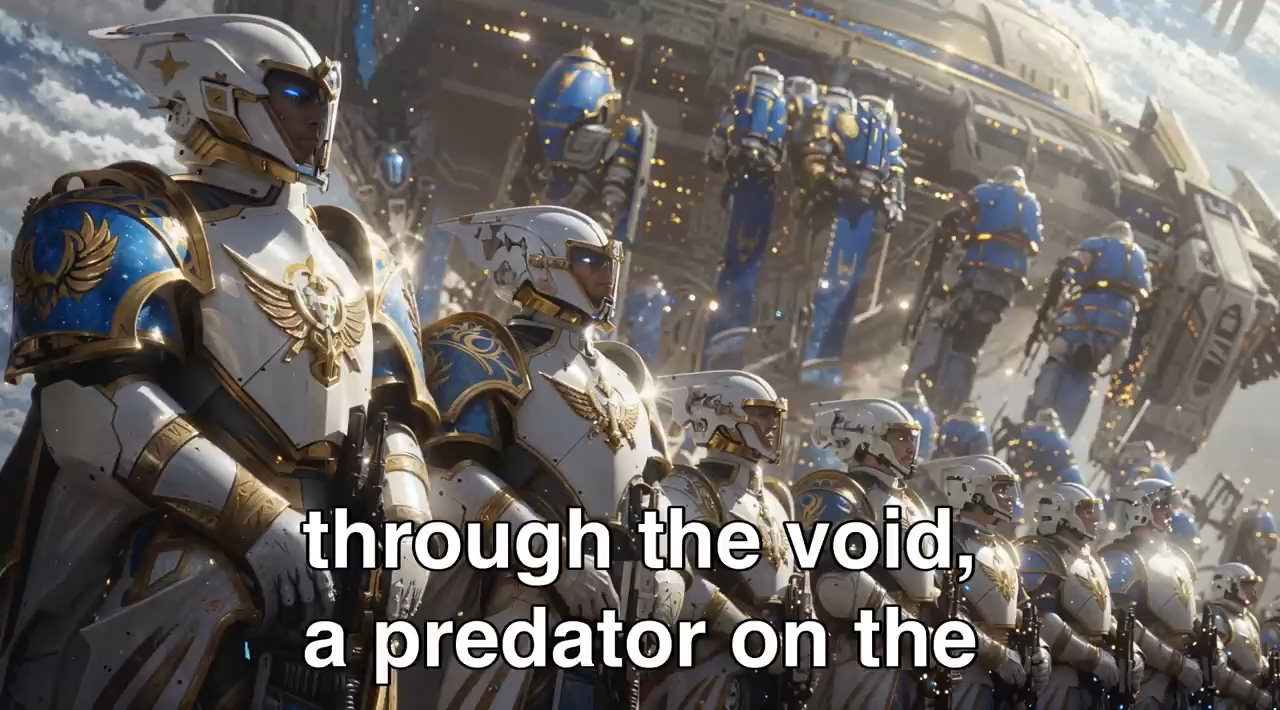 through the void,
a predator on the